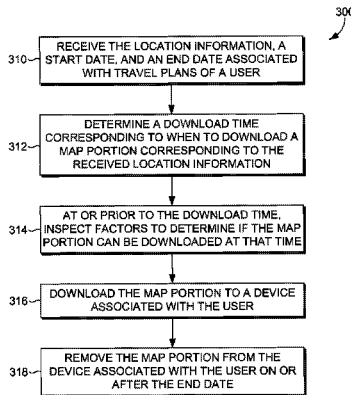 300
310
RECEIVE THE LOCATION INFORMATION, A
START DATE, AND AN END DATE ASSOCIATED
WITH TRAVEL PLANS OF A USER
312
DETERMINE A DOWNLOAD TIME
CORRESPONDING TO WHEN TO DOWNLOAD A
MAP PORTION CORRESPONDING TO THE
RECEIVED LOCATION INFORMATION
314
AT OR PRIOR TO THE DOWNLOAD TIME,
INSPECT FACTORS TO DETERMINE IF THE MAP
PORTION CAN BE DOWNLOADED AT THAT TIME
316
DOWNLOAD THE MAP PORTION TO A DEVICE
ASSOCIATED WITH THE USER
318
REMOVE THE MAP PORTION FROM THE
DEVICE ASSOCIATED WITH THE USER ON OR
AFTER THE END DATE